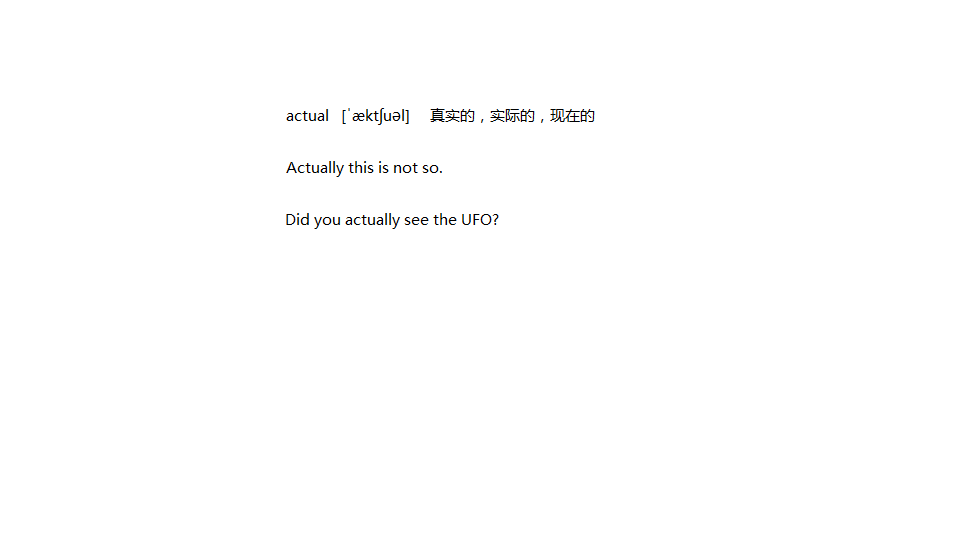 actual [ˈæktʃuəl] 真实的，实际的，现在的
Actually this is not so.
Did you actually see the UFO?